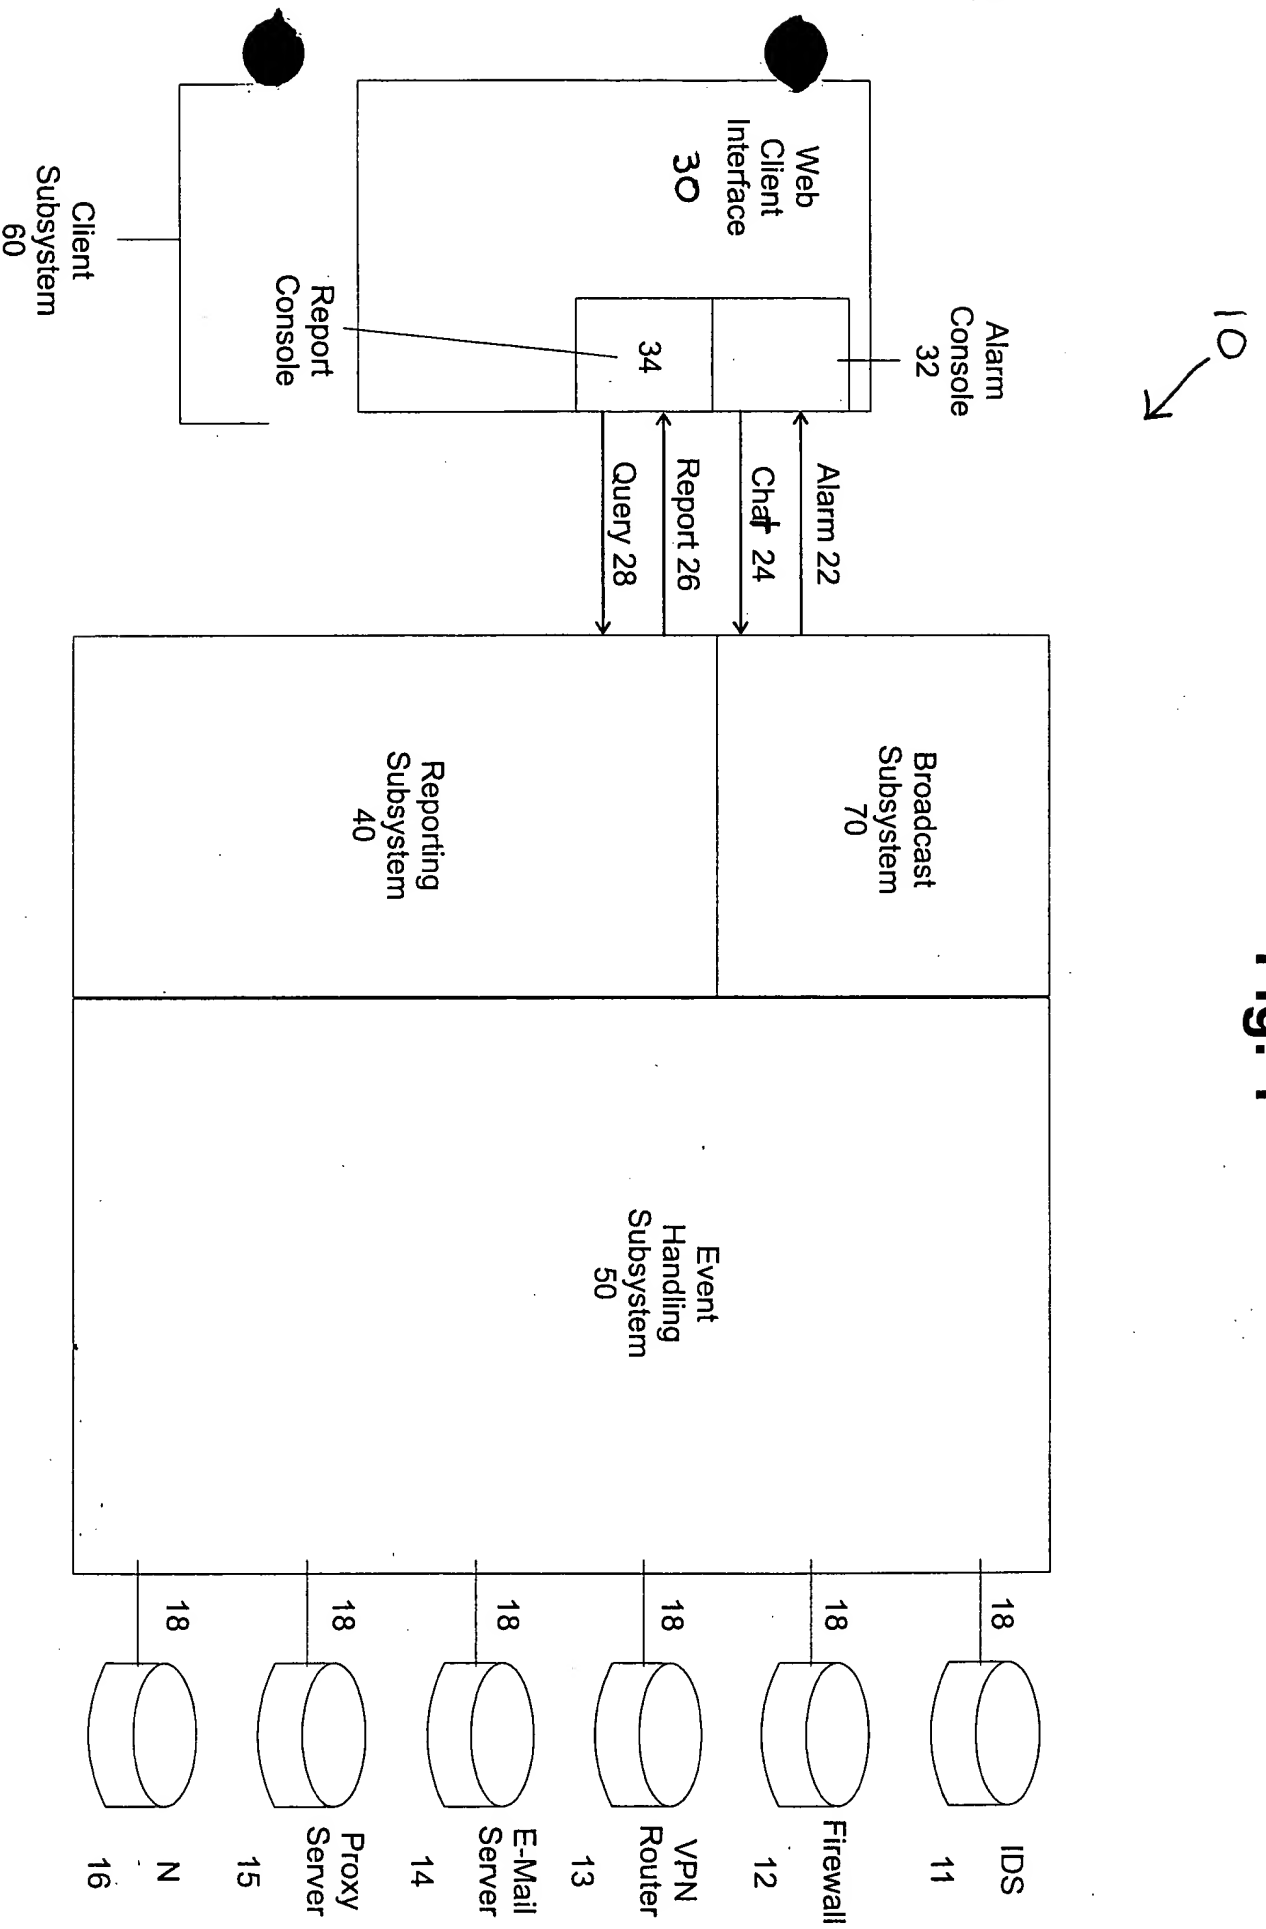 Fig. 1
10
Alarm
Console
32
Web
Client
Interface
30
34
Report
Console
Client
Subsystem
60
Alarm 22
Chat 24
Report 26
Query 28
Broadcast
Subsystem
70
Reporting
Subsystem
40
Event
Handling
Subsystem
50
18
IDS
11
18
Firewall
12
18
VPN
Router
13
18
E-Mail
Server
14
18
Proxy
Server
15
18
N
16